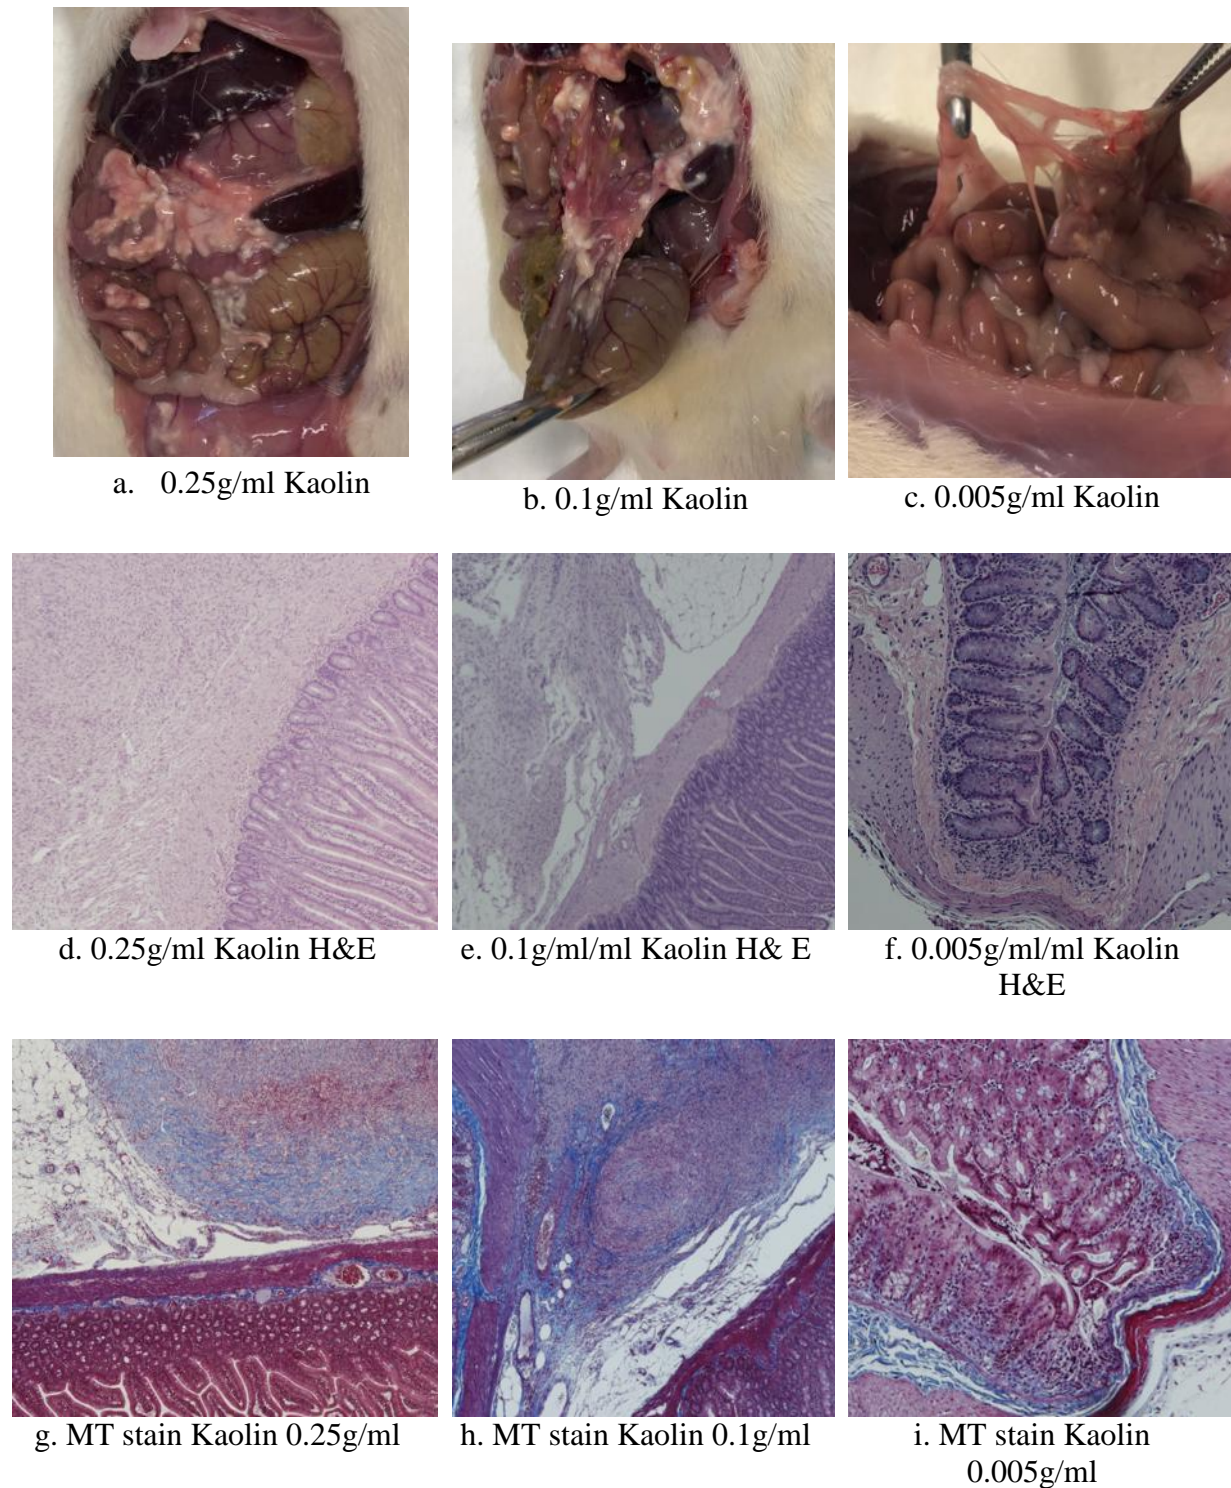 a. 0.25g/ml Kaolin
b. 0.1g/ml Kaolin
c. 0.005g/ml Kaolin
d. 0.25g/ml Kaolin H&E
e. 0.1g/ml/ml Kaolin H& E
f. 0.005g/ml/ml Kaolin
H&E
g. MT stain Kaolin 0.25g/ml
h. MT stain Kaolin 0.1g/ml
i. MT stain Kaolin
0.005g/ml